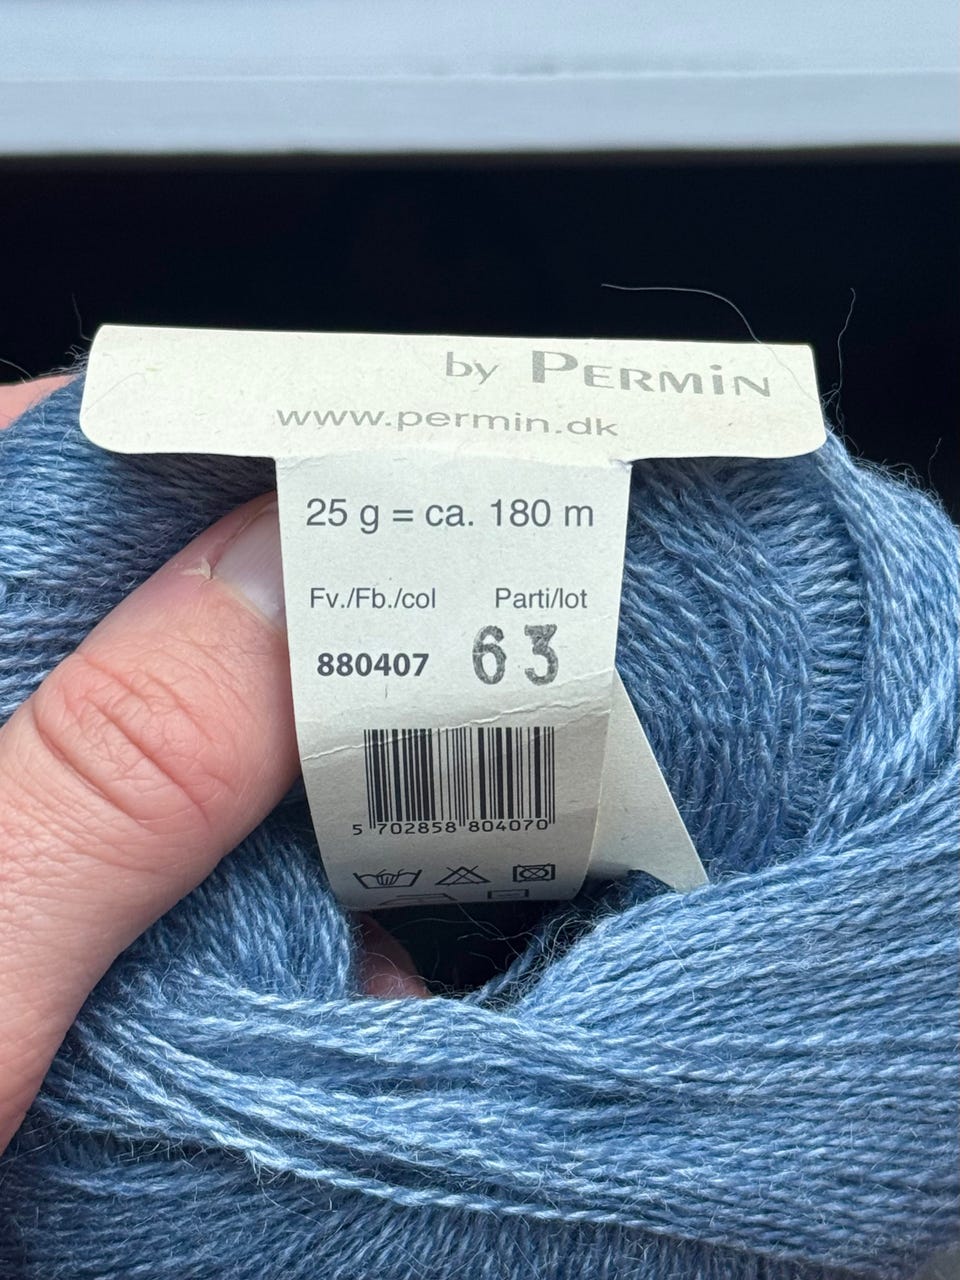 by PERMiN
www.permin.dk
25 g = ca. 180 m
Fv./Fb./col Parti/lot
880407 63
5 702858 804070